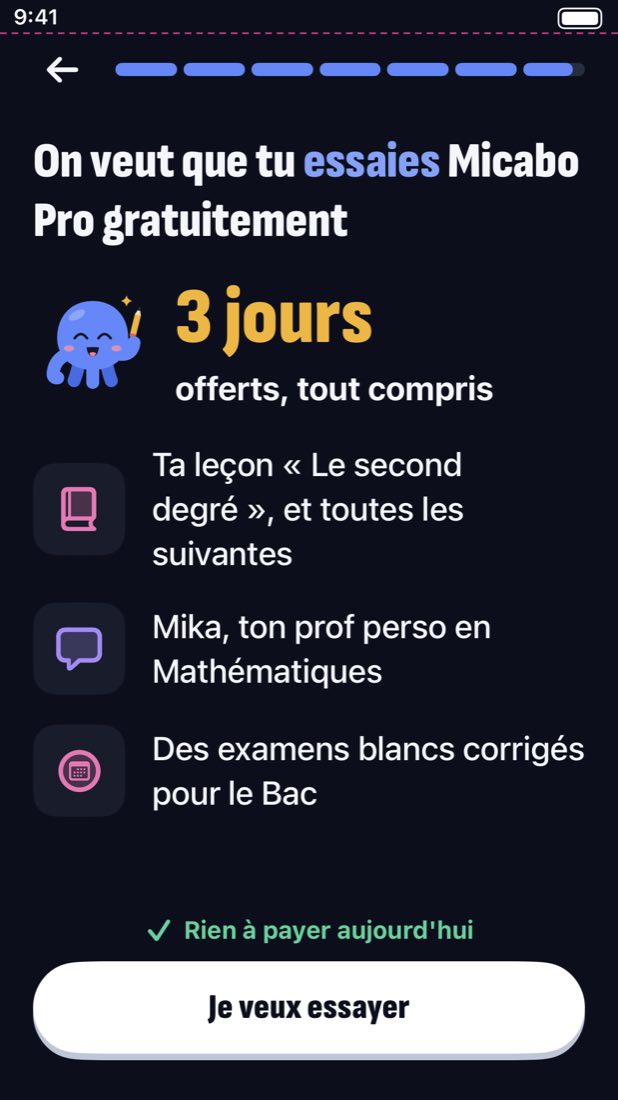 9:41
On veut que tu essaies Micabo
Pro gratuitement
3 jours
offerts, tout compris
Ta leçon « Le second
degré », et toutes les
suivantes
Mika, ton prof perso en
Mathématiques
Des examens blancs corrigés
pour le Bac
Rien à payer aujourd'hui
Je veux essayer